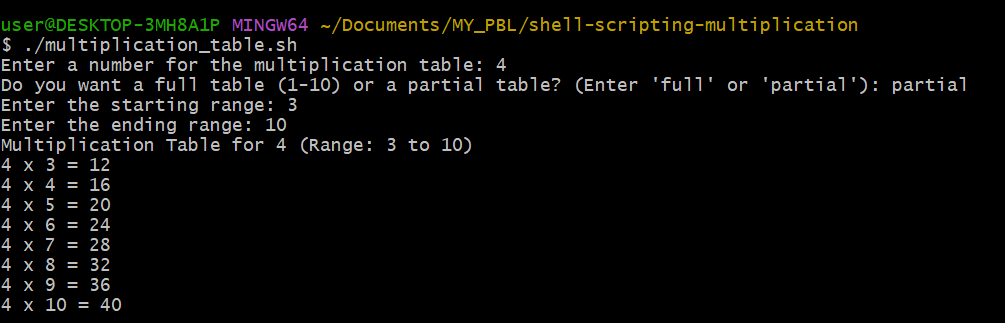 user@DESKTOP-3MH8A1P MINGW64 ~/Documents/MY_PBL/shell-scripting-multiplication
$ ./multiplication_table.sh
Enter a number for the multiplication table: 4
Do you want a full table (1-10) or a partial table? (Enter 'full' or 'partial'): partial
Enter the starting range: 3
Enter the ending range: 10
Multiplication Table for 4 (Range: 3 to 10)
4 x 3 = 12
4 x 4 = 16
4 x 5 = 20
4 x 6 = 24
4 x 7 = 28
4 x 8 = 32
4 x 9 = 36
4 x 10 = 40